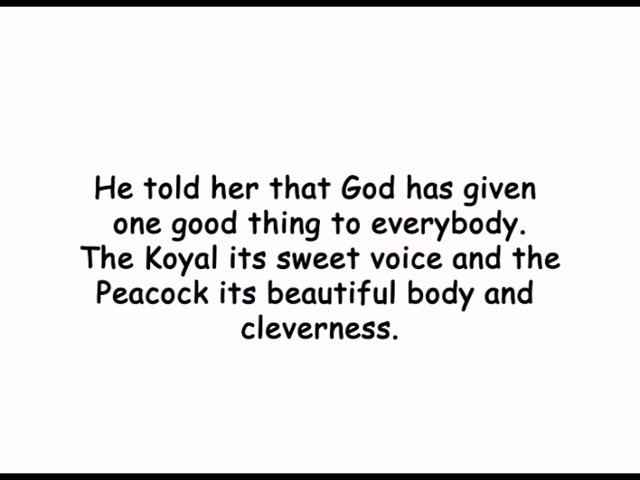 He told her that God has given
one good thing to everybody.
The Koyal its sweet voice and the
Peacock its beautiful body and
cleverness.